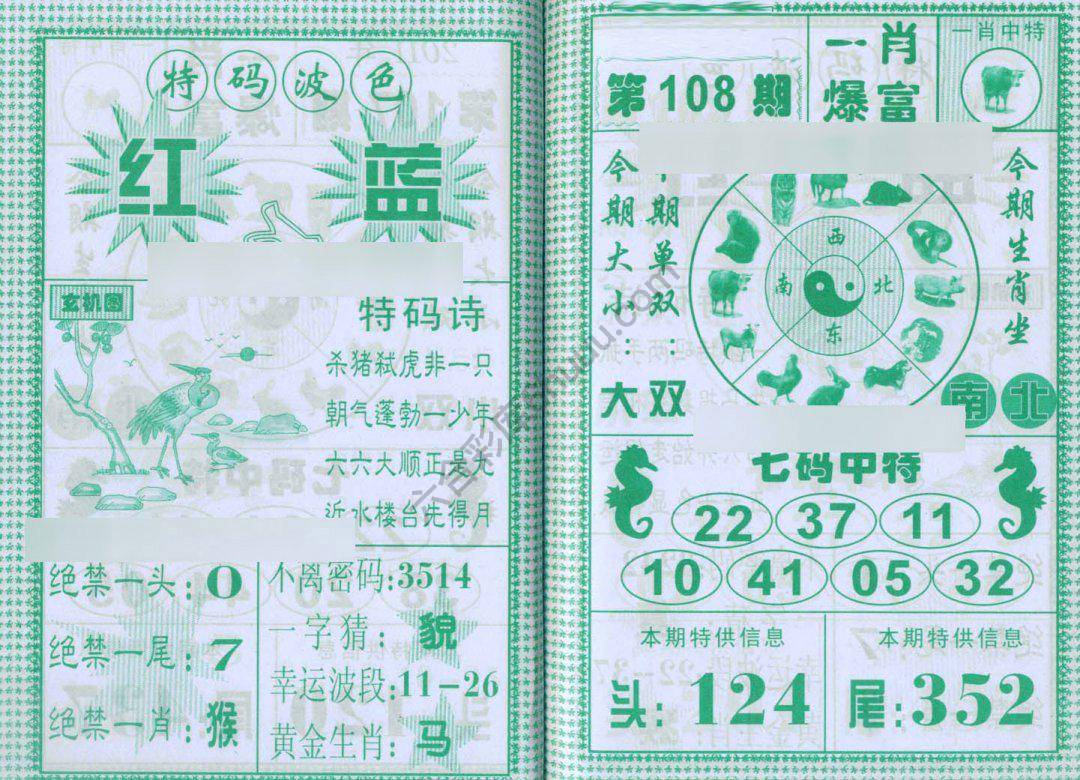 特码波色
红 蓝
玄机图
特码诗
杀猪弑虎非一只
朝气蓬勃一少年
六六大顺正是九
近水楼台先得月
绝禁一头:0
绝禁一尾:7
绝禁一肖:猴
不离密码:3514
一字猜:貌
幸运波段:11-26
黄金生肖:马
第108期
一肖
爆富
一肖中特
今期大小:大
期单双:双
西
南 北
东
今期生肖坐
南 北
七码中特
22 37 11
10 41 05 32
本期特供信息
头:124
本期特供信息
尾:352